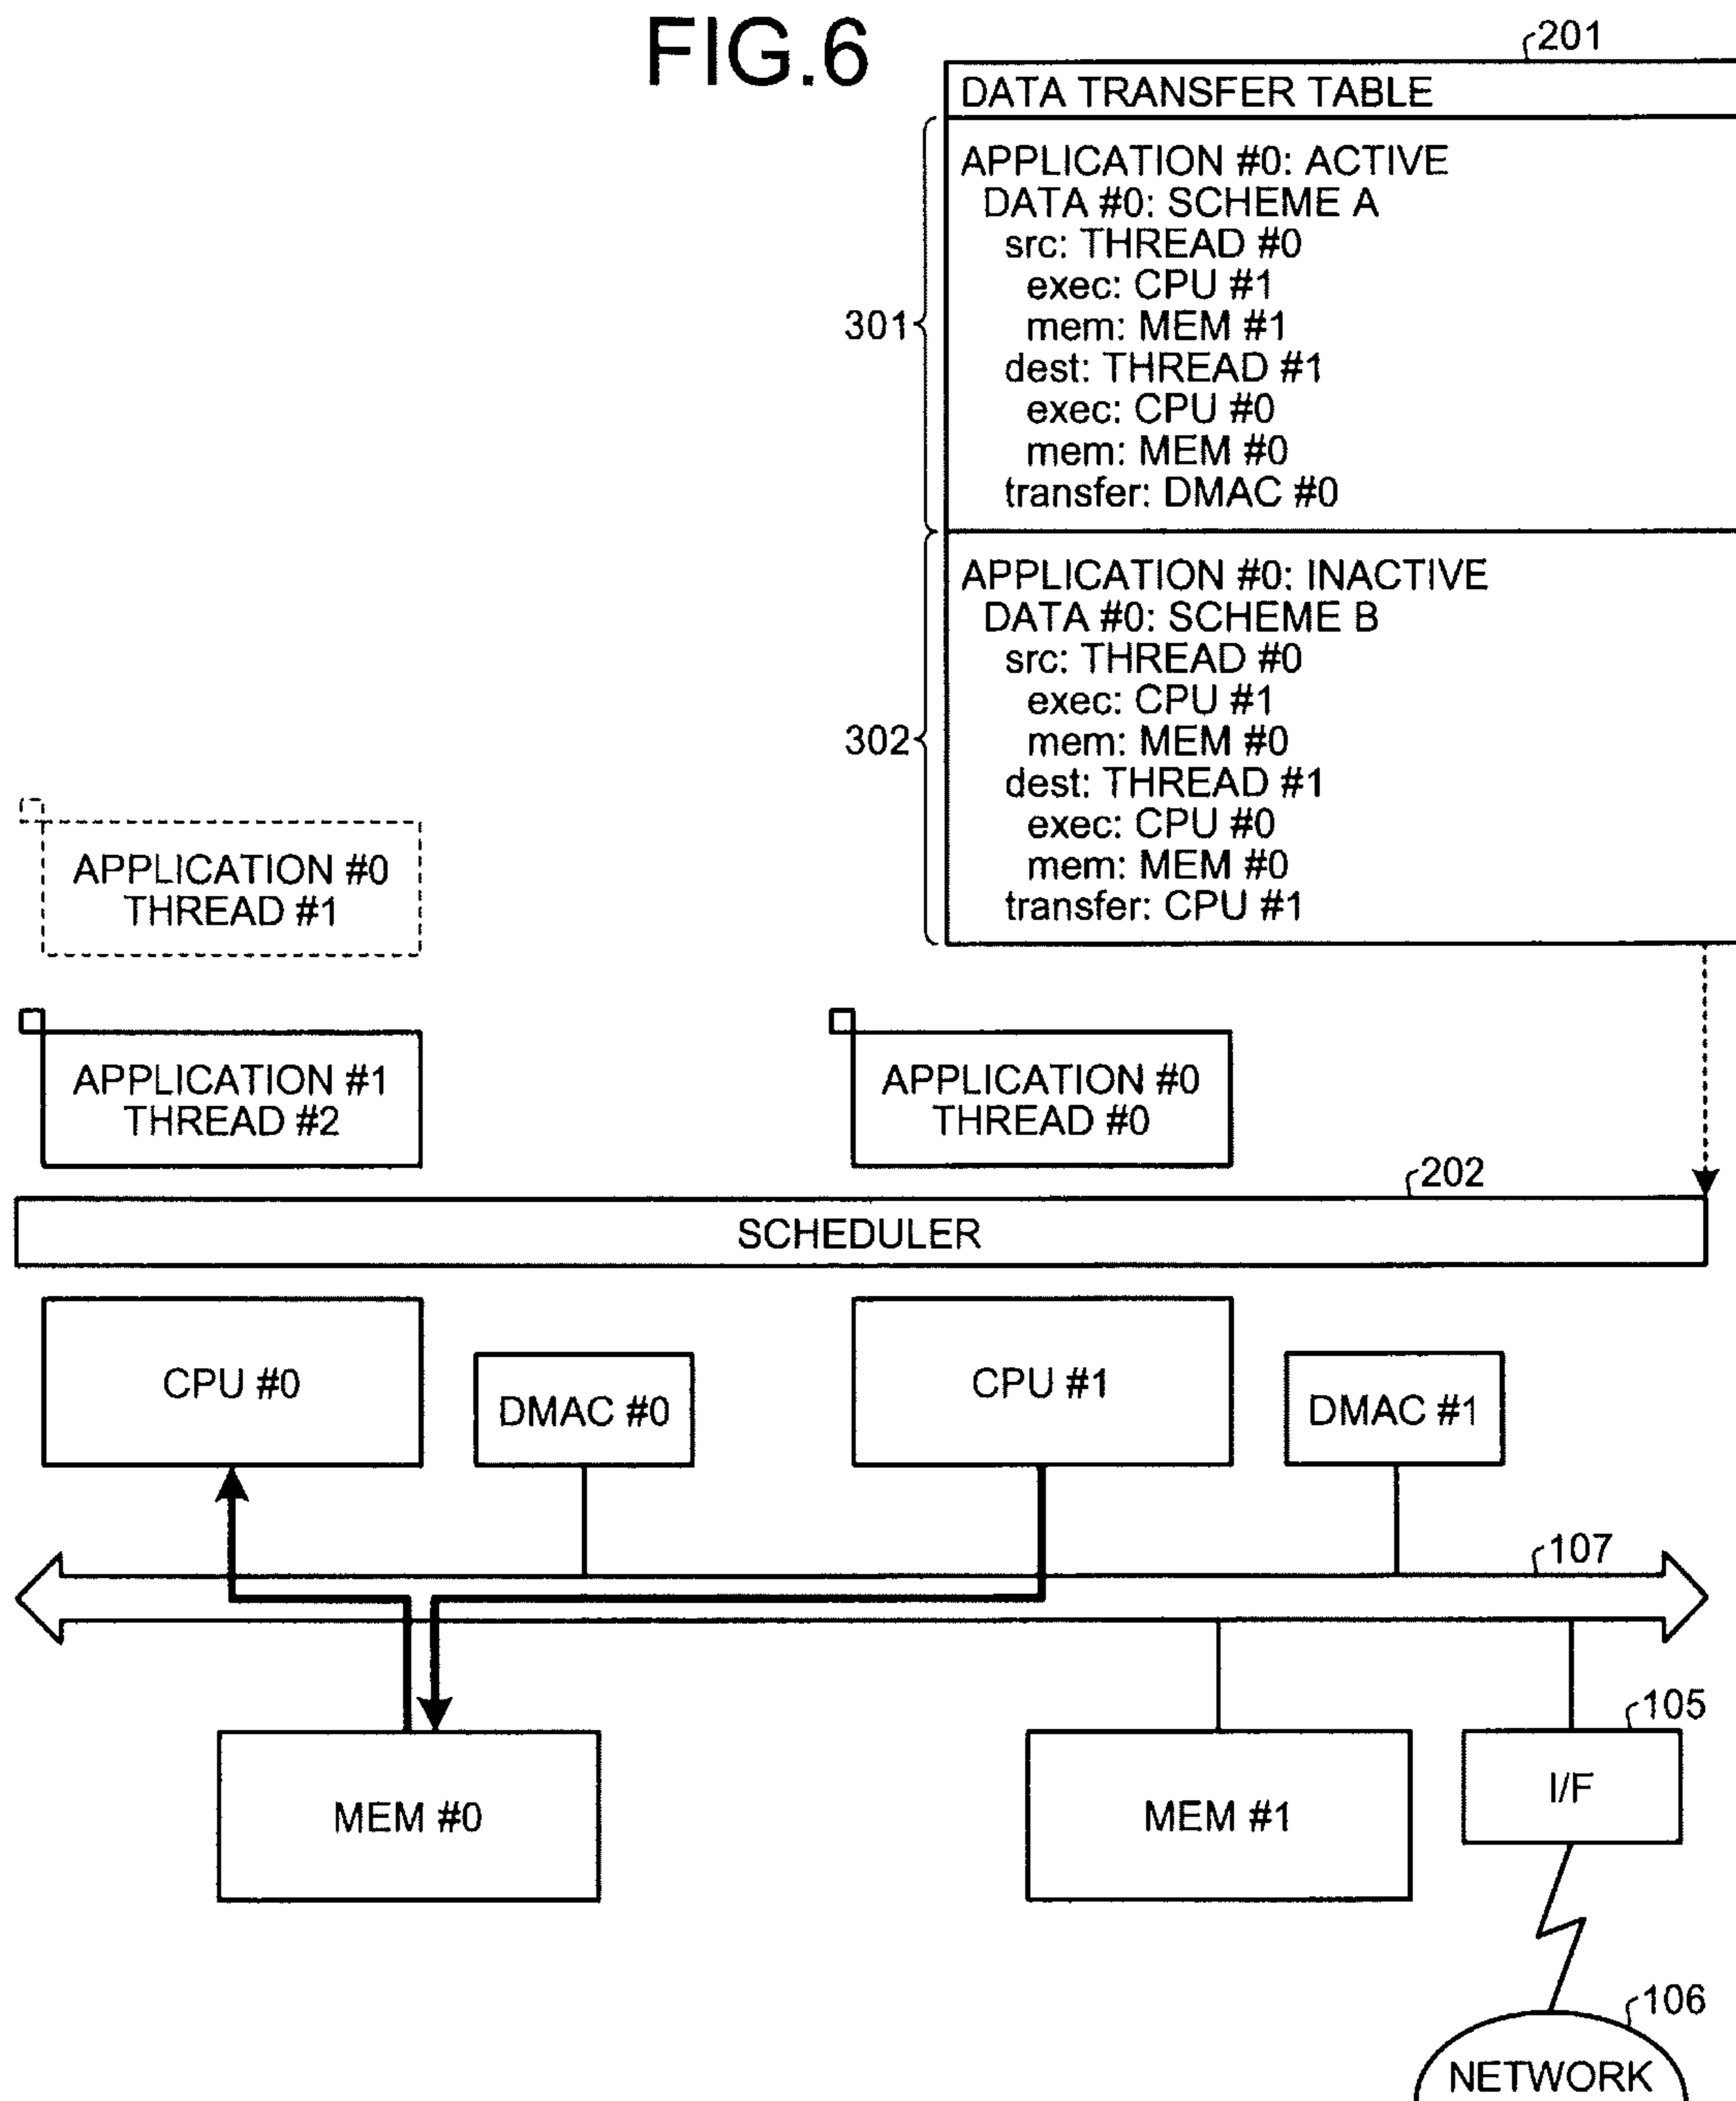 FIG.6
201
DATA TRANSFER TABLE
APPLICATION #0: ACTIVE
DATA #0: SCHEME A
src: THREAD #0
exec: CPU #1
mem: MEM #1
dest: THREAD #1
exec: CPU #0
mem: MEM #0
transfer: DMAC #0
301
APPLICATION #0: INACTIVE
DATA #0: SCHEME B
src: THREAD #0
exec: CPU #1
mem: MEM #0
dest: THREAD #1
exec: CPU #0
mem: MEM #0
transfer: CPU #1
302
APPLICATION #0
THREAD #1
APPLICATION #1
THREAD #2
APPLICATION #0
THREAD #0
202
SCHEDULER
CPU #0
DMAC #0
CPU #1
DMAC #1
107
105
MEM #0
MEM #1
I/F
106
NETWORK